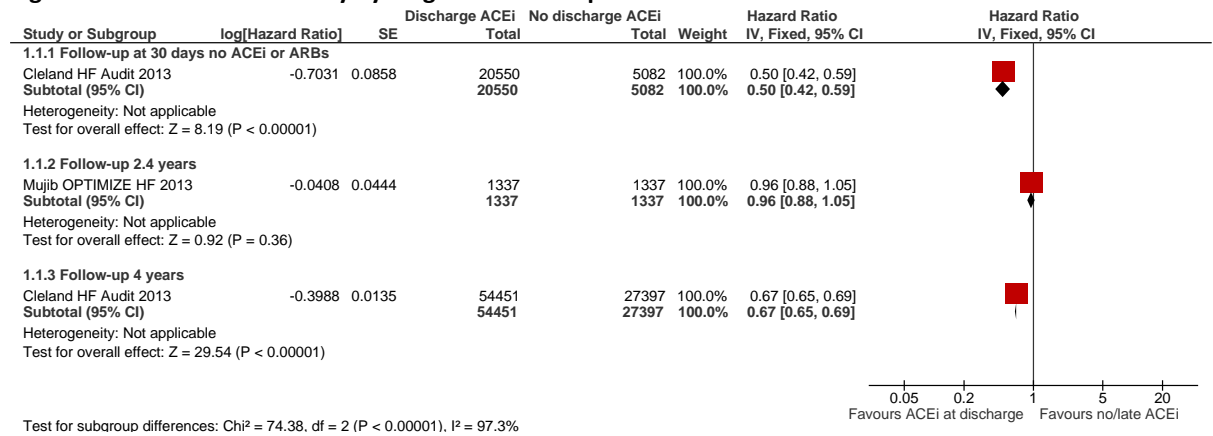 Discharge ACEi No discharge ACEi Hazard Ratio Hazard Ratio
Study or Subgroup log[Hazard Ratio] SE Total Total Weight IV, Fixed, 95% CI IV, Fixed, 95% CI
1.1.1 Follow-up at 30 days no ACEi or ARBs
Cleland HF Audit 2013 -0.7031 0.0858 20550 5082 100.0% 0.50 [0.42, 0.59]
Subtotal (95% CI) 20550 5082 100.0% 0.50 [0.42, 0.59]
Heterogeneity: Not applicable
Test for overall effect: Z = 8.19 (P < 0.00001)
1.1.2 Follow-up 2.4 years
Mujib OPTIMIZE HF 2013 -0.0408 0.0444 1337 1337 100.0% 0.96 [0.88, 1.05]
Subtotal (95% CI) 1337 1337 100.0% 0.96 [0.88, 1.05]
Heterogeneity: Not applicable
Test for overall effect: Z = 0.92 (P = 0.36)
1.1.3 Follow-up 4 years
Cleland HF Audit 2013 -0.3988 0.0135 54451 27397 100.0% 0.67 [0.65, 0.69]
Subtotal (95% CI) 54451 27397 100.0% 0.67 [0.65, 0.69]
Heterogeneity: Not applicable
Test for overall effect: Z = 29.54 (P < 0.00001)
0.05 0.2 1 5 20
Favours ACEi at discharge Favours no/late ACEi
Test for subgroup differences: Chi² = 74.38, df = 2 (P < 0.00001), I² = 97.3%